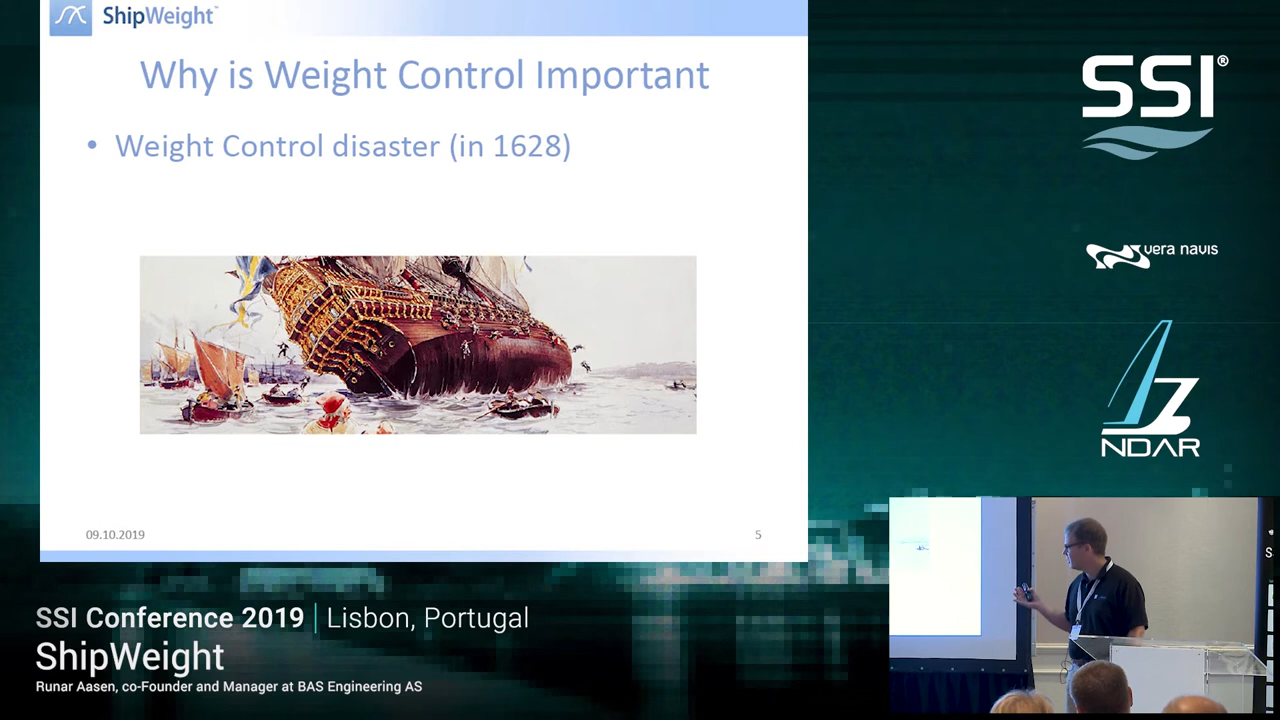 ShipWeight™
Why is Weight Control Important
• Weight Control disaster (in 1628)
09.10.2019
5
SSI®
vera navis
NDAR
S
SSI Conference 2019 | Lisbon, Portugal
ShipWeight
Runar Aasen, co-Founder and Manager at BAS Engineering AS